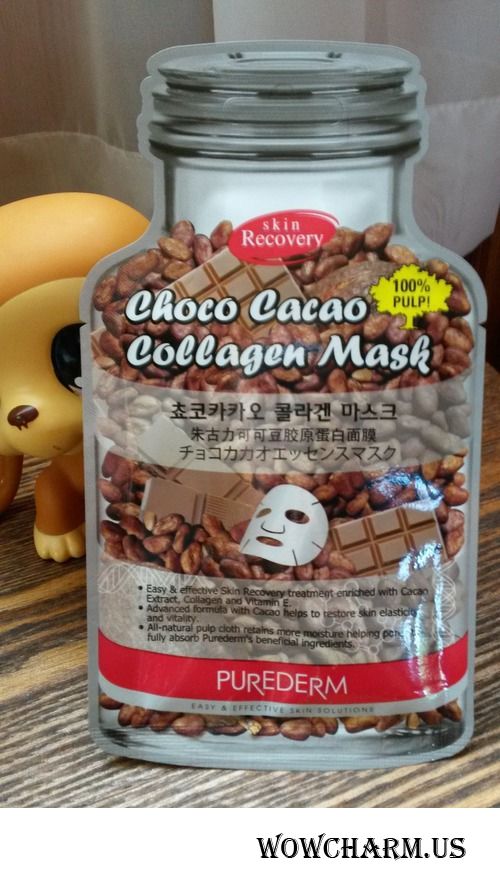 skin
Recovery
100%
PULP!
Choco Cacao
Collagen Mask
쵸코카카오 콜라겐 마스크
朱古力可可豆胶原蛋白面膜
チョコカカオエッセンスマスク
• Easy & effective Skin Recovery treatment enriched with Cacao
Extract, Collagen and Vitamin E.
• Advanced formula with Cacao helps to restore skin elasticity
and vitality.
• All-natural pulp cloth retains more moisture helping
fully absorb Purederm's beneficial ingredients.
PUREDERM
EASY & EFFECTIVE SKIN SOLUTIONS
WOWCHARM.US